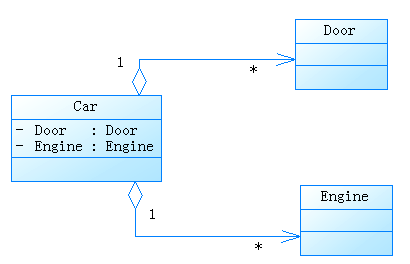 Door
1
*
Car
- Door : Door
- Engine : Engine
1
Engine
*